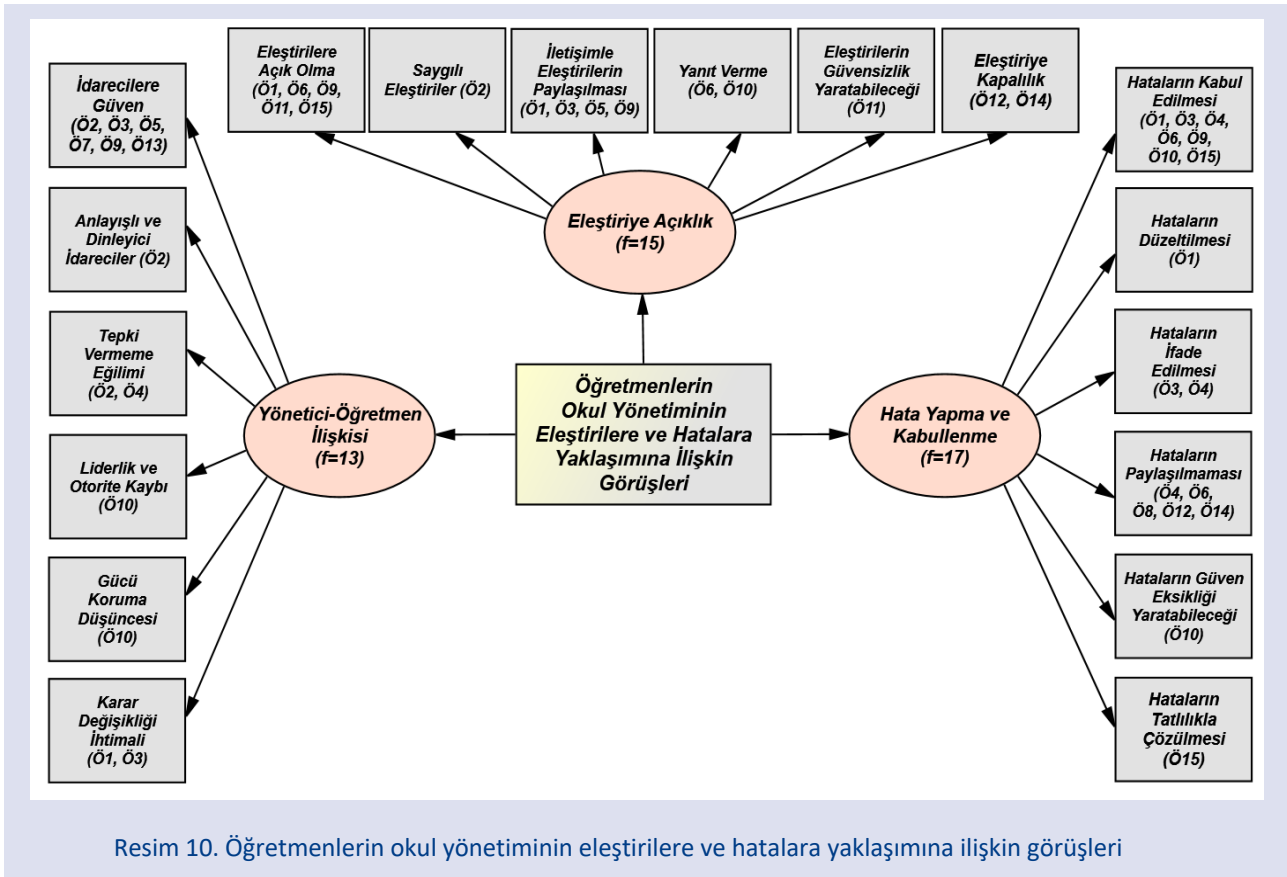 Eleştirilere
Açık Olma
(Ö1, Ö6, Ö9,
Ö11, Ö15)
Saygılı
Eleştiriler (Ö2)
İletişimle
Eleştirilerin
Paylaşılması
(Ö1, Ö3, Ö5, Ö9)
Yanıt Verme
(Ö6, Ö10)
Eleştirilerin
Güvensizlik
Yaratabileceği
(Ö11)
Eleştiriye
Kapalılık
(Ö12, Ö14)
İdarecilere
Güven
(Ö2, Ö3, Ö5,
Ö7, Ö9, Ö13)
Anlayışlı ve
Dinleyici
İdareciler (Ö2)
Tepki
Vermeme
Eğilimi
(Ö2, Ö4)
Liderlik ve
Otorite Kaybı
(Ö10)
Gücü
Koruma
Düşüncesi
(Ö10)
Karar
Değişikliği
İhtimali
(Ö1, Ö3)
Eleştiriye Açıklık
(f=15)
Yönetici-Öğretmen
İlişkisi
(f=13)
Öğretmenlerin
Okul Yönetiminin
Eleştirilere ve Hatalara
Yaklaşımına İlişkin
Görüşleri
Hata Yapma ve
Kabullenme
(f=17)
Hataların Kabul
Edilmesi
(Ö1, Ö3, Ö4,
Ö6, Ö9,
Ö10, Ö15)
Hataların
Düzeltilmesi
(Ö1)
Hataların
İfade
Edilmesi
(Ö3, Ö4)
Hataların
Paylaşılmaması
(Ö4, Ö6,
Ö8, Ö12, Ö14)
Hataların Güven
Eksikliği
Yaratabileceği
(Ö10)
Hataların
Tatlılıkla
Çözülmesi
(Ö15)
Resim 10. Öğretmenlerin okul yönetiminin eleştirilere ve hatalara yaklaşımına ilişkin görüşleri